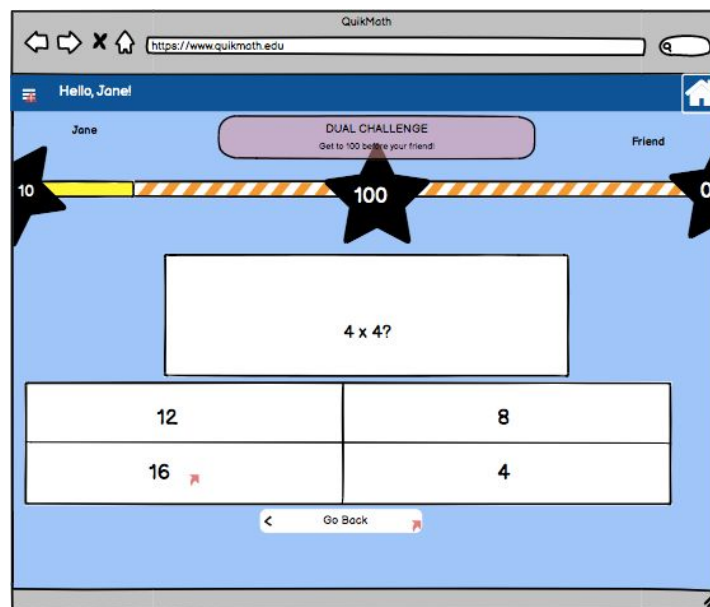 QuikMath
https://www.quikmath.edu
Hello, Jane!
Jane
DUAL CHALLENGE
Get to 100 before your friend!
Friend
10
100
0
4 x 4?
12
8
16
4
< Go Back